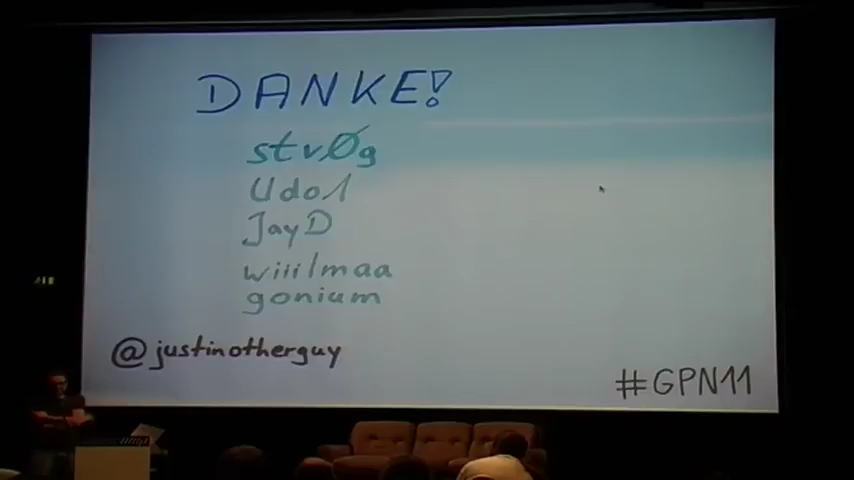 DANKE!
stv0g
Udo1
JayD
wiiilmaa
gonium
@justinotherguy
#GPN11